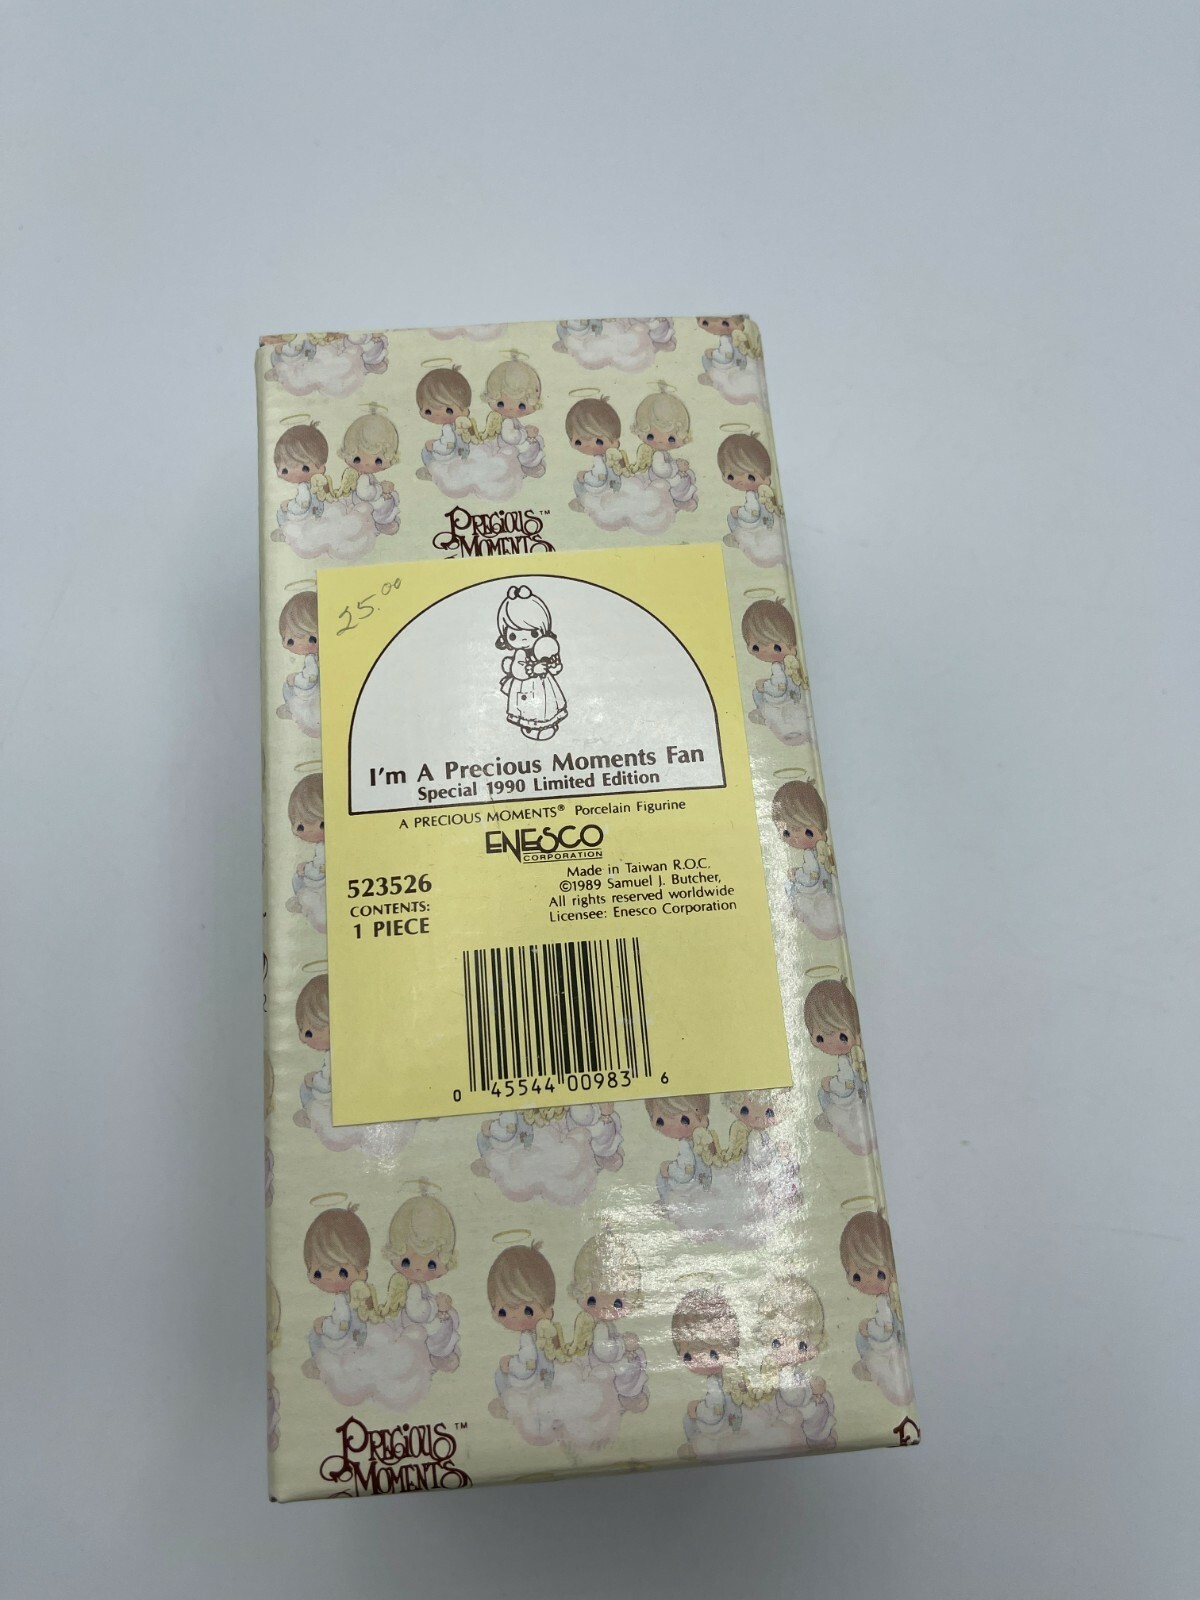 PRECIOUS™
MOMENTS
25.00
I'm A Precious Moments Fan
Special 1990 Limited Edition
A PRECIOUS MOMENTS® Porcelain Figurine
ENESCO
CORPORATION
523526
CONTENTS:
1 PIECE
Made in Taiwan R.O.C.
©1989 Samuel J. Butcher,
All rights reserved worldwide
Licensee: Enesco Corporation
0 45544 00983 6
PRECIOUS™
MOMENTS